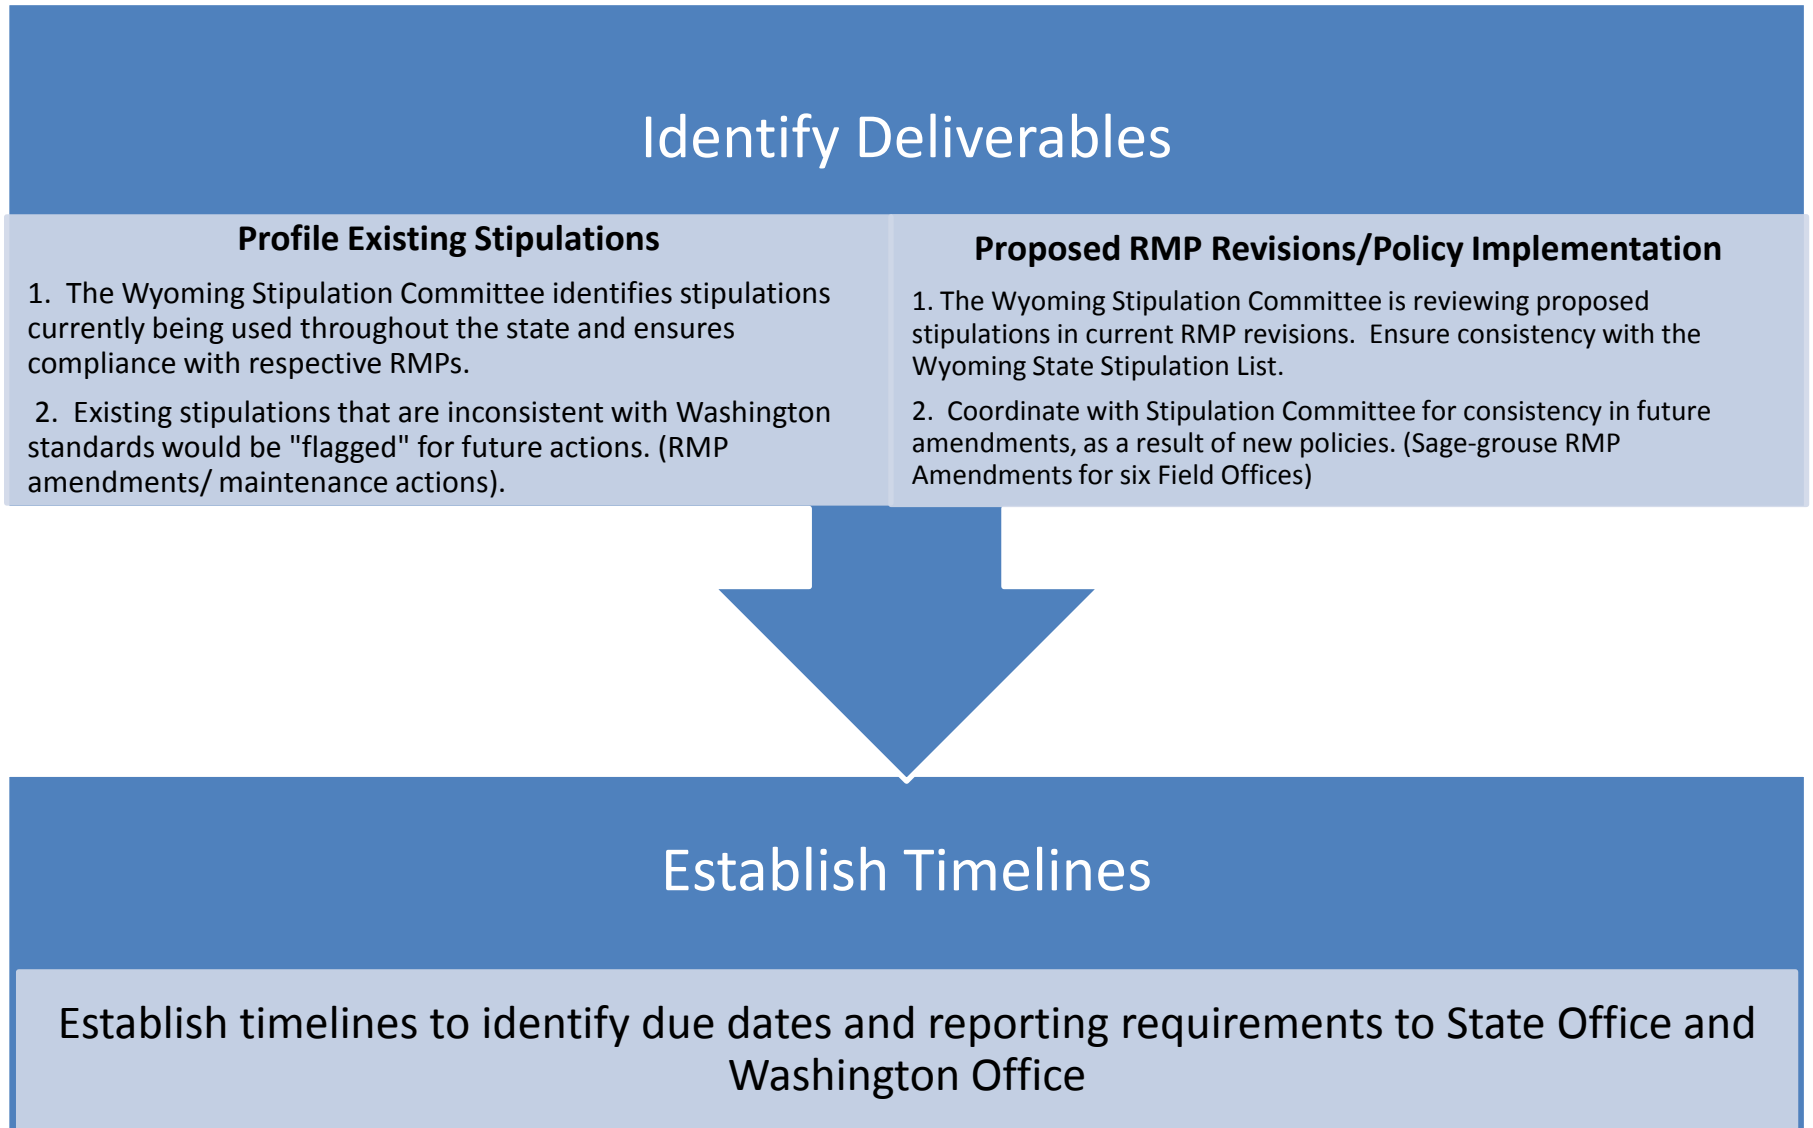 Identify Deliverables
Profile Existing Stipulations
1.  The Wyoming Stipulation Committee identifies stipulations
currently being used throughout the state and ensures
compliance with respective RMPs.
2.  Existing stipulations that are inconsistent with Washington
standards would be "flagged" for future actions. (RMP
amendments/ maintenance actions).
Proposed RMP Revisions/Policy Implementation
1. The Wyoming Stipulation Committee is reviewing proposed
stipulations in current RMP revisions.  Ensure consistency with the
Wyoming State Stipulation List.
2.  Coordinate with Stipulation Committee for consistency in future
amendments, as a result of new policies. (Sage-grouse RMP
Amendments for six Field Offices)
Establish Timelines
Establish timelines to identify due dates and reporting requirements to State Office and
Washington Office